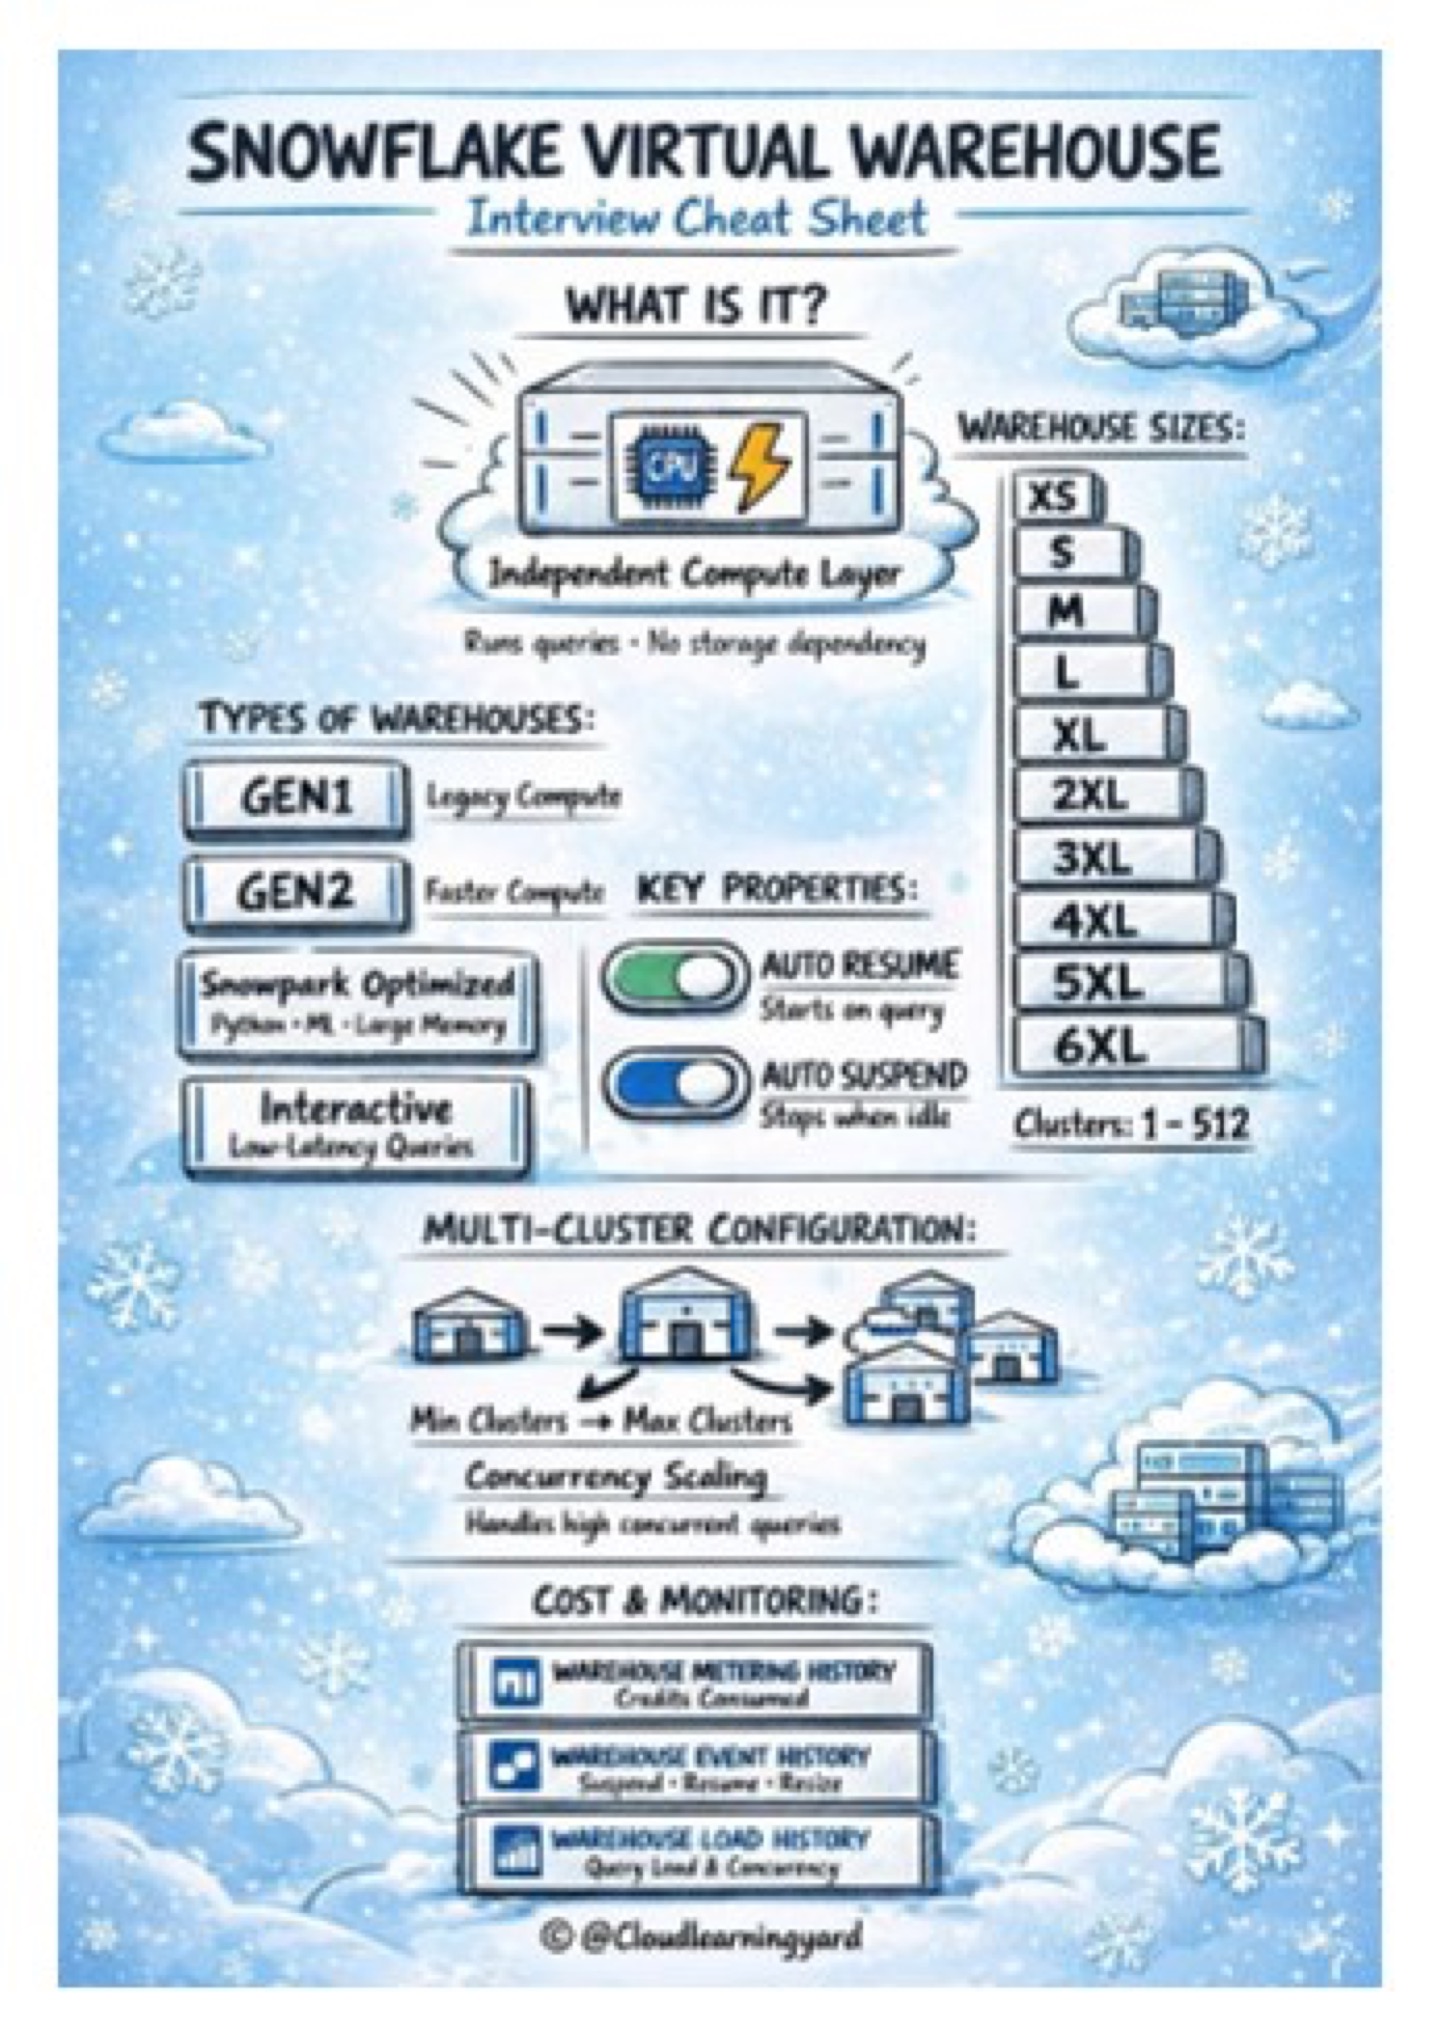 SNOWFLAKE VIRTUAL WAREHOUSE
Interview Cheat Sheet
WHAT IS IT?
CPU
Independent Compute Layer
Runs queries • No storage dependency
WAREHOUSE SIZES:
XS
S
M
L
XL
2XL
3XL
4XL
5XL
6XL
Clusters: 1 - 512
TYPES OF WAREHOUSES:
GEN1
Legacy Compute
GEN2
Faster Compute
Snowpark Optimized
Python • ML • Large Memory
Interactive
Low-Latency Queries
KEY PROPERTIES:
AUTO RESUME
Starts on query
AUTO SUSPEND
Stops when idle
MULTI-CLUSTER CONFIGURATION:
Min Clusters → Max Clusters
Concurrency Scaling
Handles high concurrent queries
COST & MONITORING:
WAREHOUSE METERING HISTORY
Credits Consumed
WAREHOUSE EVENT HISTORY
Suspend • Resume • Resize
WAREHOUSE LOAD HISTORY
Query Load & Concurency
© @Cloudlearningyard